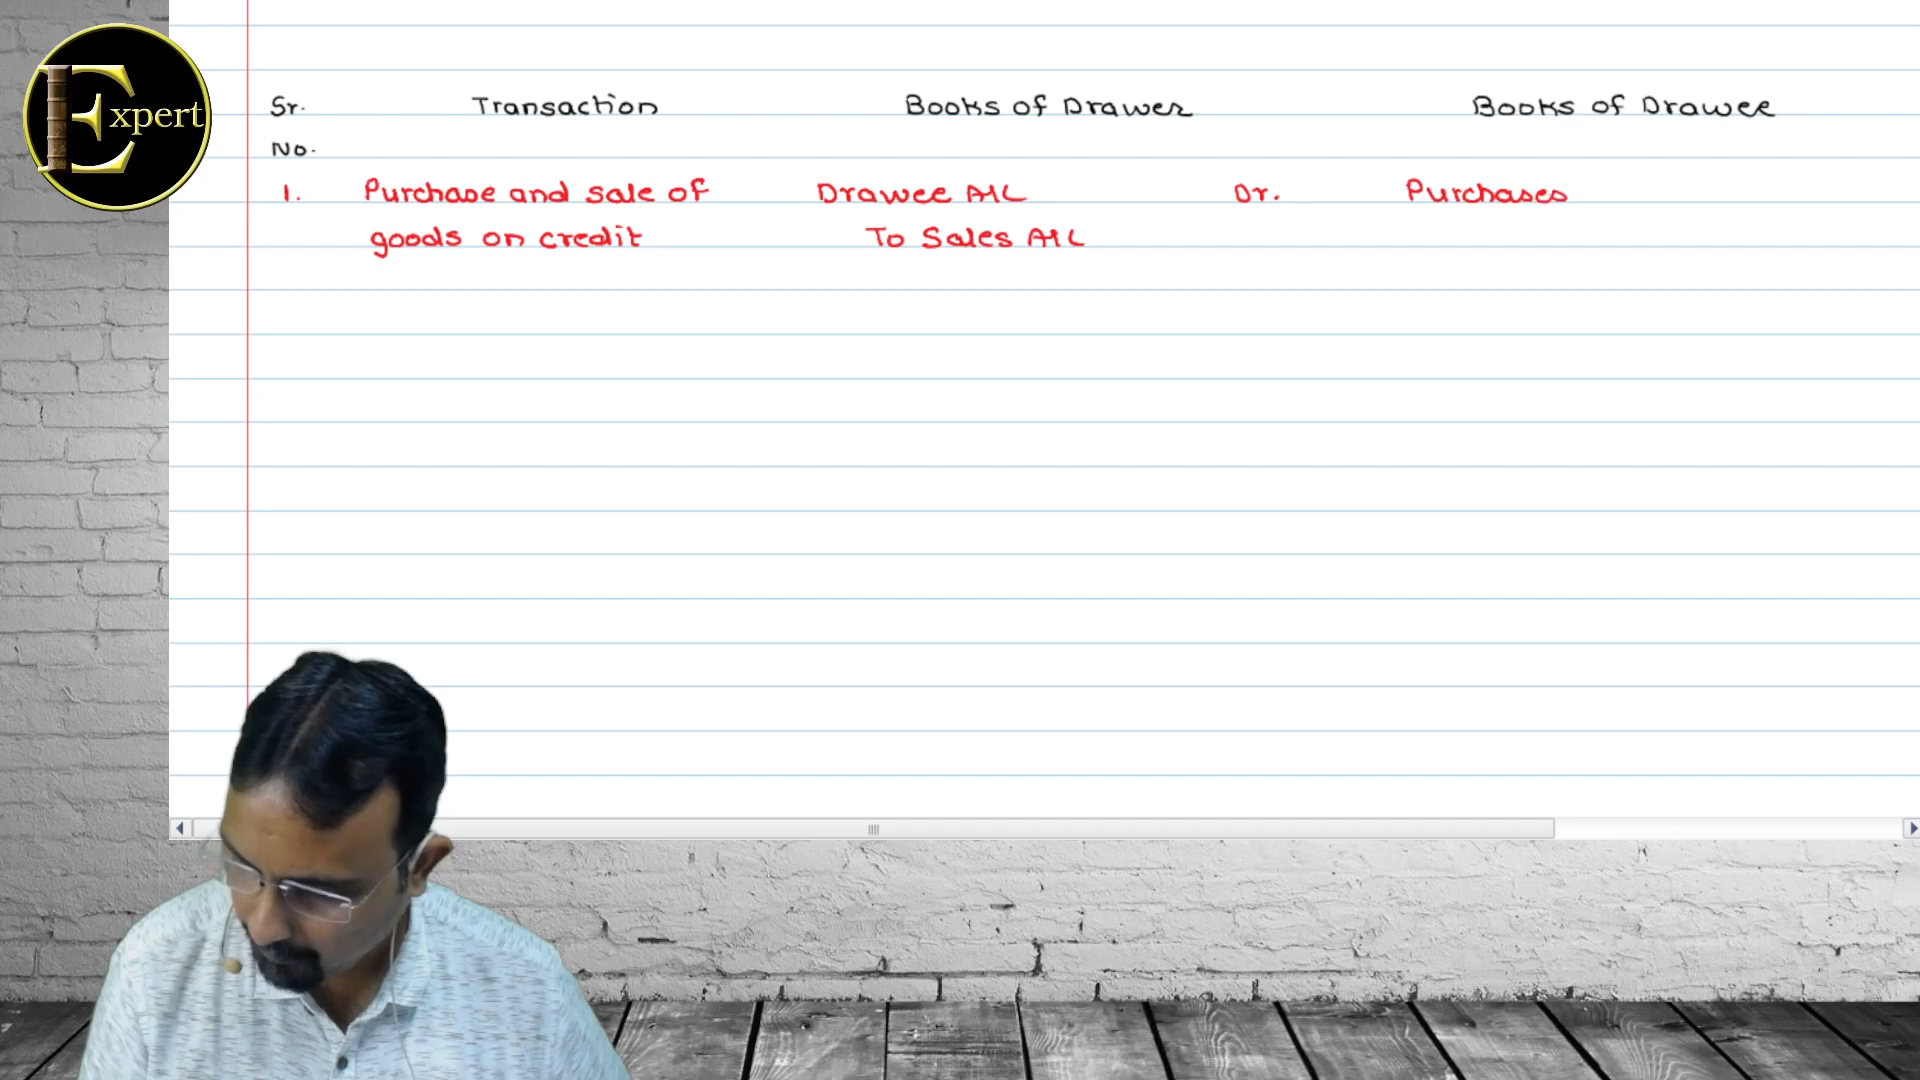 Expert
Sr. Transaction Books of Drawer Books of Drawee
No.
1. Purchase and sale of Drawee A/c Dr. Purchases
goods on credit To Sales A/c